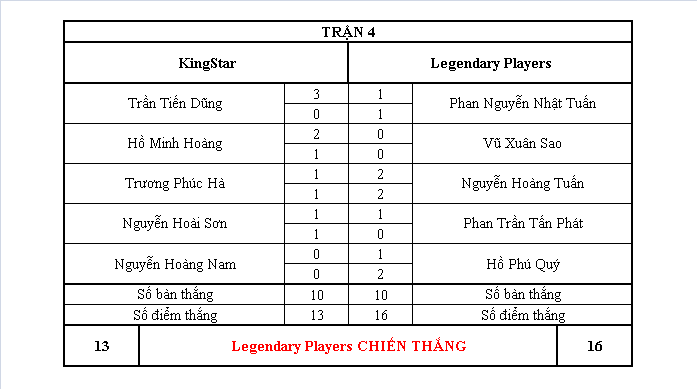 TRẬN 4
KingStar Legendary Players
Trần Tiến Dũng 3 1 Phan Nguyễn Nhật Tuấn
0 1
Hồ Minh Hoàng 2 0 Vũ Xuân Sao
1 0
Trương Phúc Hà 1 2 Nguyễn Hoàng Tuấn
1 2
Nguyễn Hoài Sơn 1 1 Phan Trần Tấn Phát
1 0
Nguyễn Hoàng Nam 0 1 Hồ Phú Quý
0 2
Số bàn thắng 10 10 Số bàn thắng
Số điểm thắng 13 16 Số điểm thắng
13 Legendary Players CHIẾN THẮNG 16